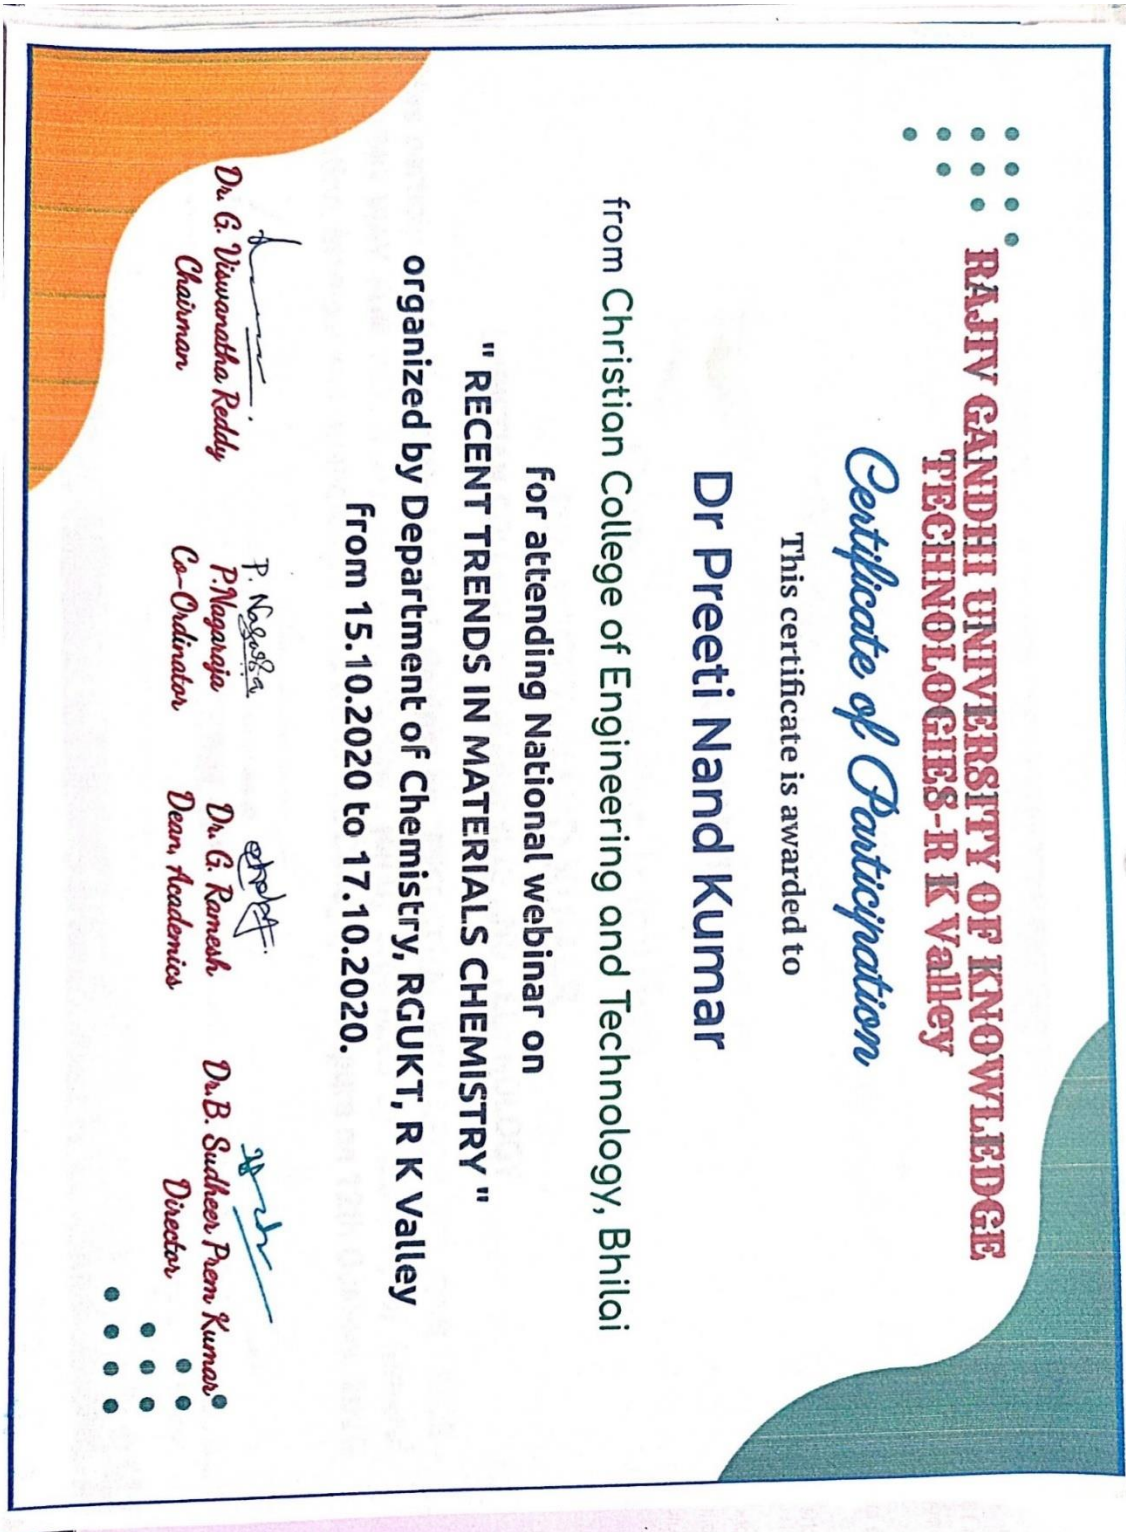 RAJIV GANDHI UNIVERSITY OF KNOWLEDGE
TECHNOLOGIES-R K Valley
Certificate of Participation
This certificate is awarded to
Dr Preeti Nand Kumar
from Christian College of Engineering and Technology, Bhilai
for attending National webinar on
" RECENT TRENDS IN MATERIALS CHEMISTRY "
organized by Department of Chemistry, RGUKT, R K Valley
from 15.10.2020 to 17.10.2020.
Dr. G. Viswanatha Reddy
Chairman
P. Nagaraja
P.Nagaraja
Co-Ordinator
Dr. G. Ramesh
Dean, Academics
Dr.B. Sudheer Prem Kumar
Director